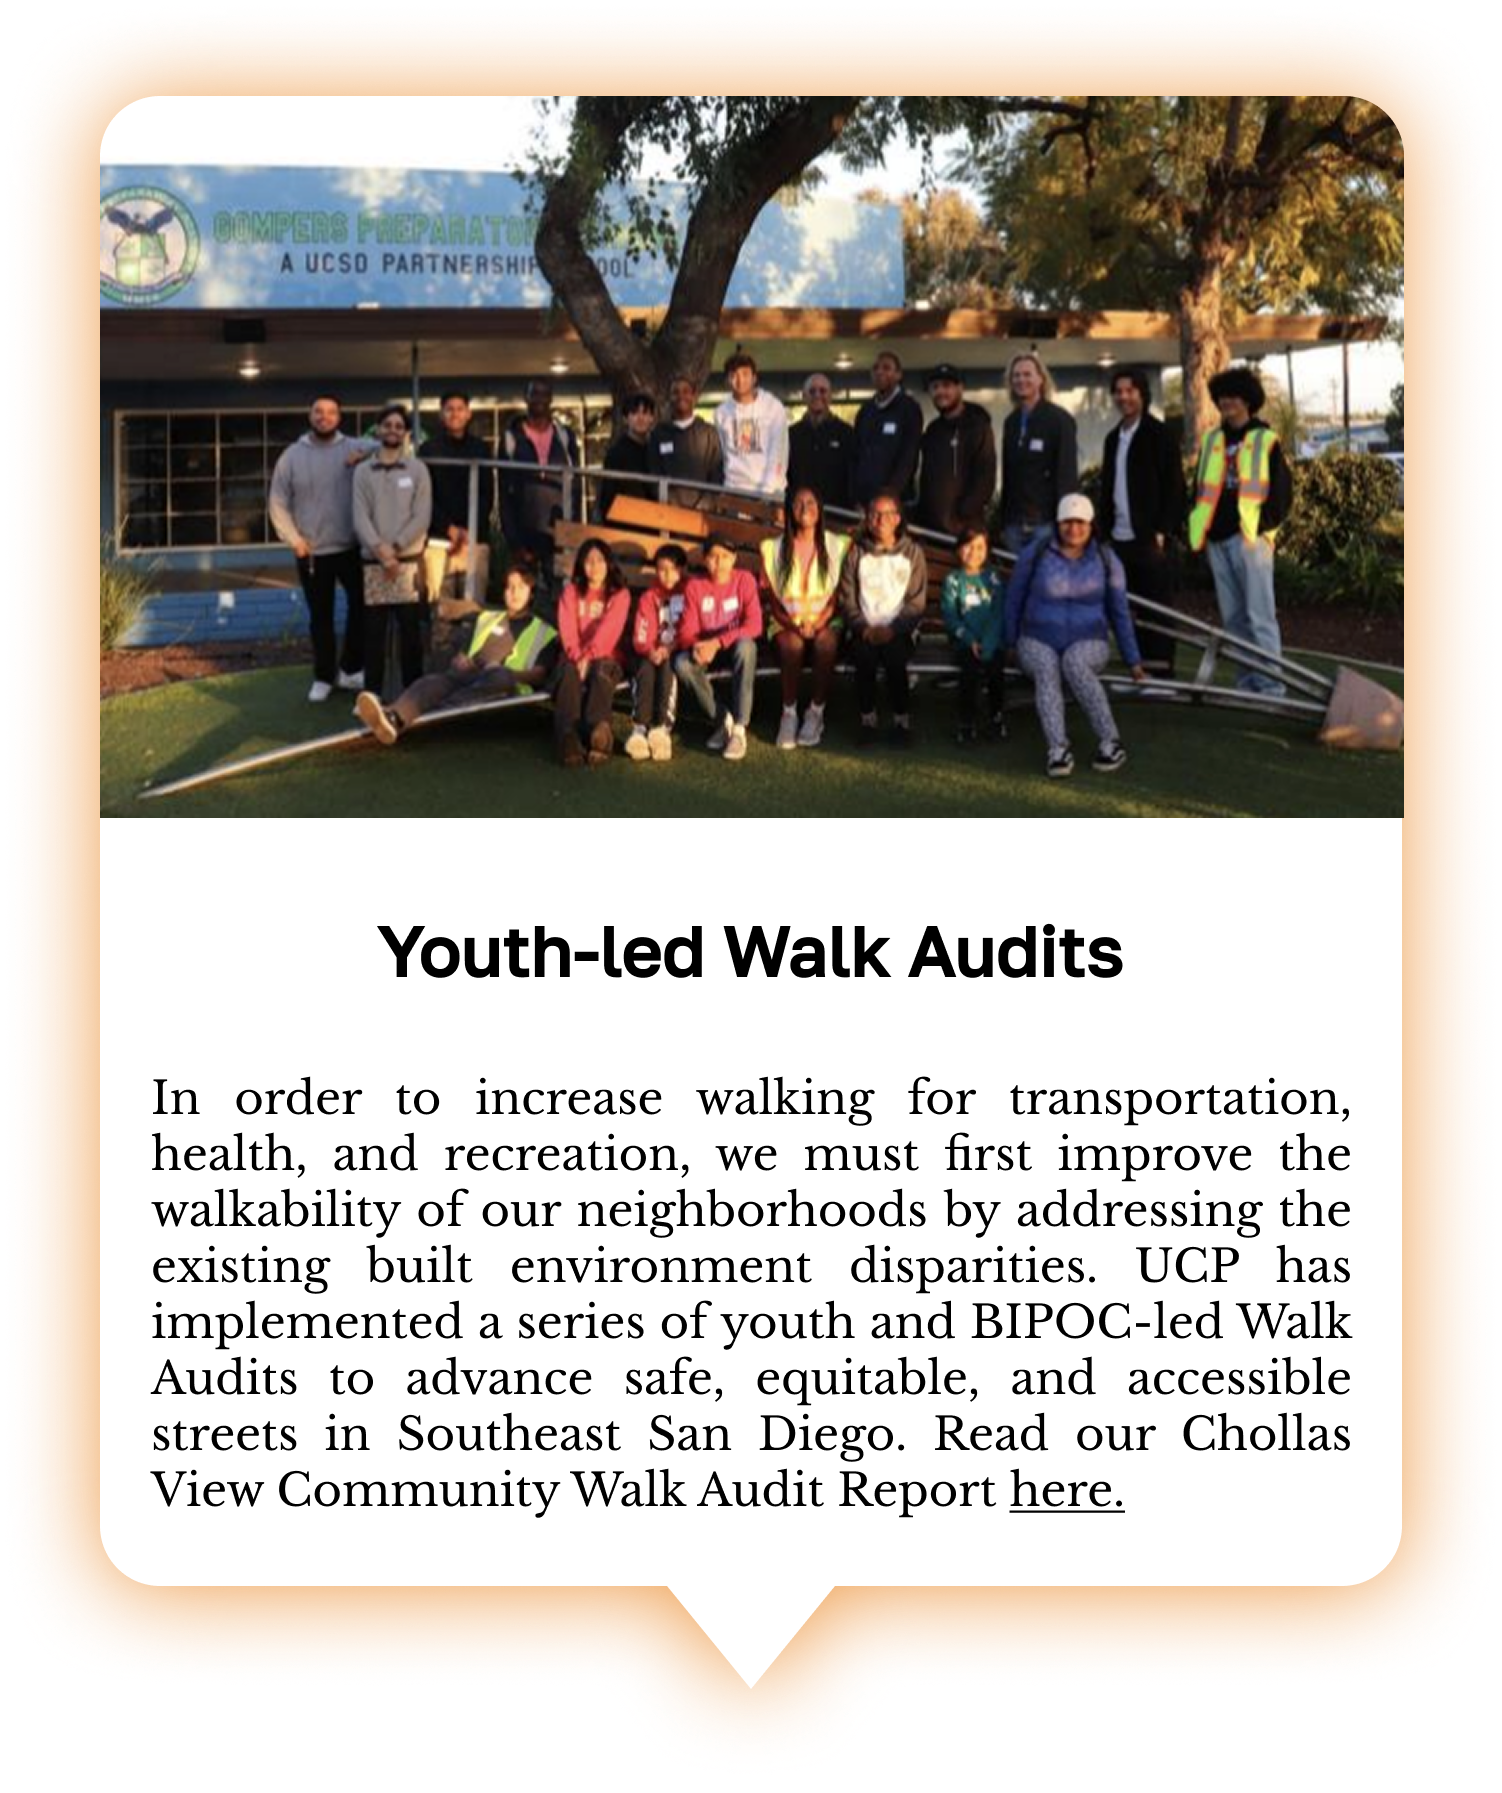 GOMPERS PREPARATO
A UCSD PARTNERSHIP OOL
Youth-led Walk Audits
In order to increase walking for transportation,
health, and recreation, we must first improve the
walkability of our neighborhoods by addressing the
existing built environment disparities. UCP has
implemented a series of youth and BIPOC-led Walk
Audits to advance safe, equitable, and accessible
streets in Southeast San Diego. Read our Chollas
View Community Walk Audit Report here.